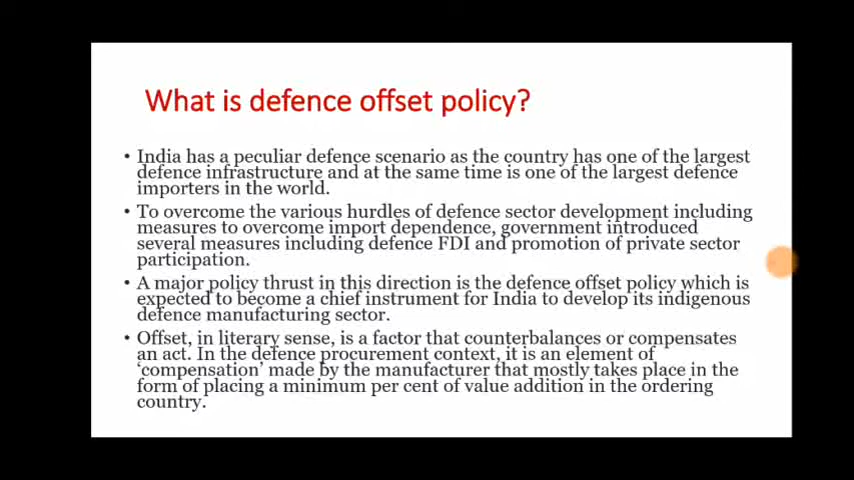 What is defence offset policy?
• India has a peculiar defence scenario as the country has one of the largest
defence infrastructure and at the same time is one of the largest defence
importers in the world.
• To overcome the various hurdles of defence sector development including
measures to overcome import dependence, government introduced
several measures including defence FDI and promotion of private sector
participation.
• A major policy thrust in this direction is the defence offset policy which is
expected to become a chief instrument for India to develop its indigenous
defence manufacturing sector.
• Offset, in literary sense, is a factor that counterbalances or compensates
an act. In the defence procurement context, it is an element of
‘compensation’ made by the manufacturer that mostly takes place in the
form of placing a minimum per cent of value addition in the ordering
country.